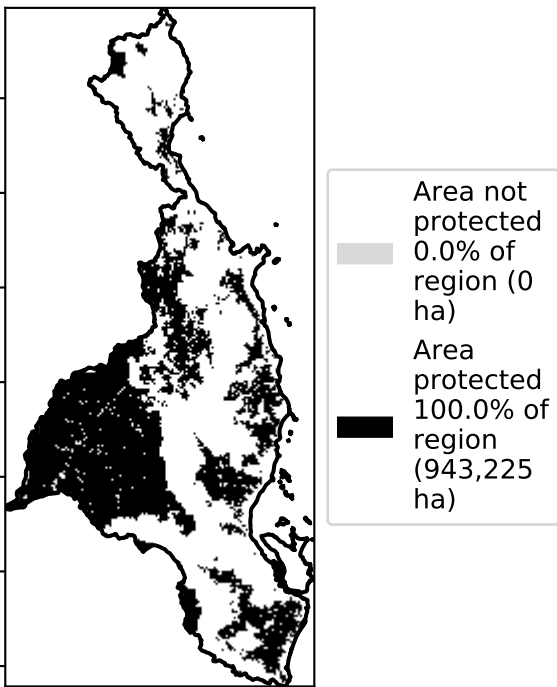 Area not
protected
0.0% of
region (0
ha)
Area
protected
100.0% of
region
(943,225
ha)